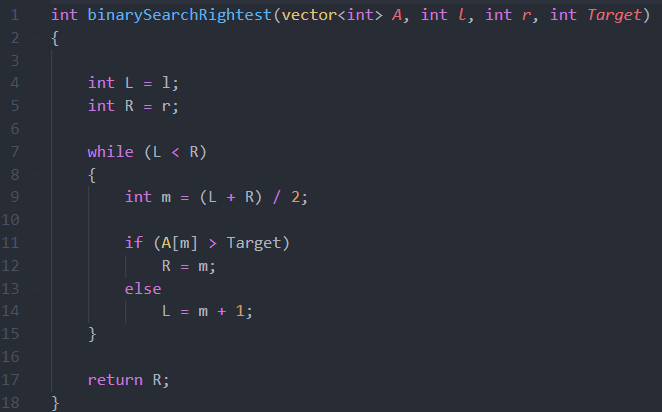 1 int binarySearchRightest(vector<int> A, int l, int r, int Target)
2 {
3
4     int L = l;
5     int R = r;
6
7     while (L < R)
8     {
9         int m = (L + R) / 2;
10
11         if (A[m] > Target)
12             R = m;
13         else
14             L = m + 1;
15     }
16
17     return R;
18 }